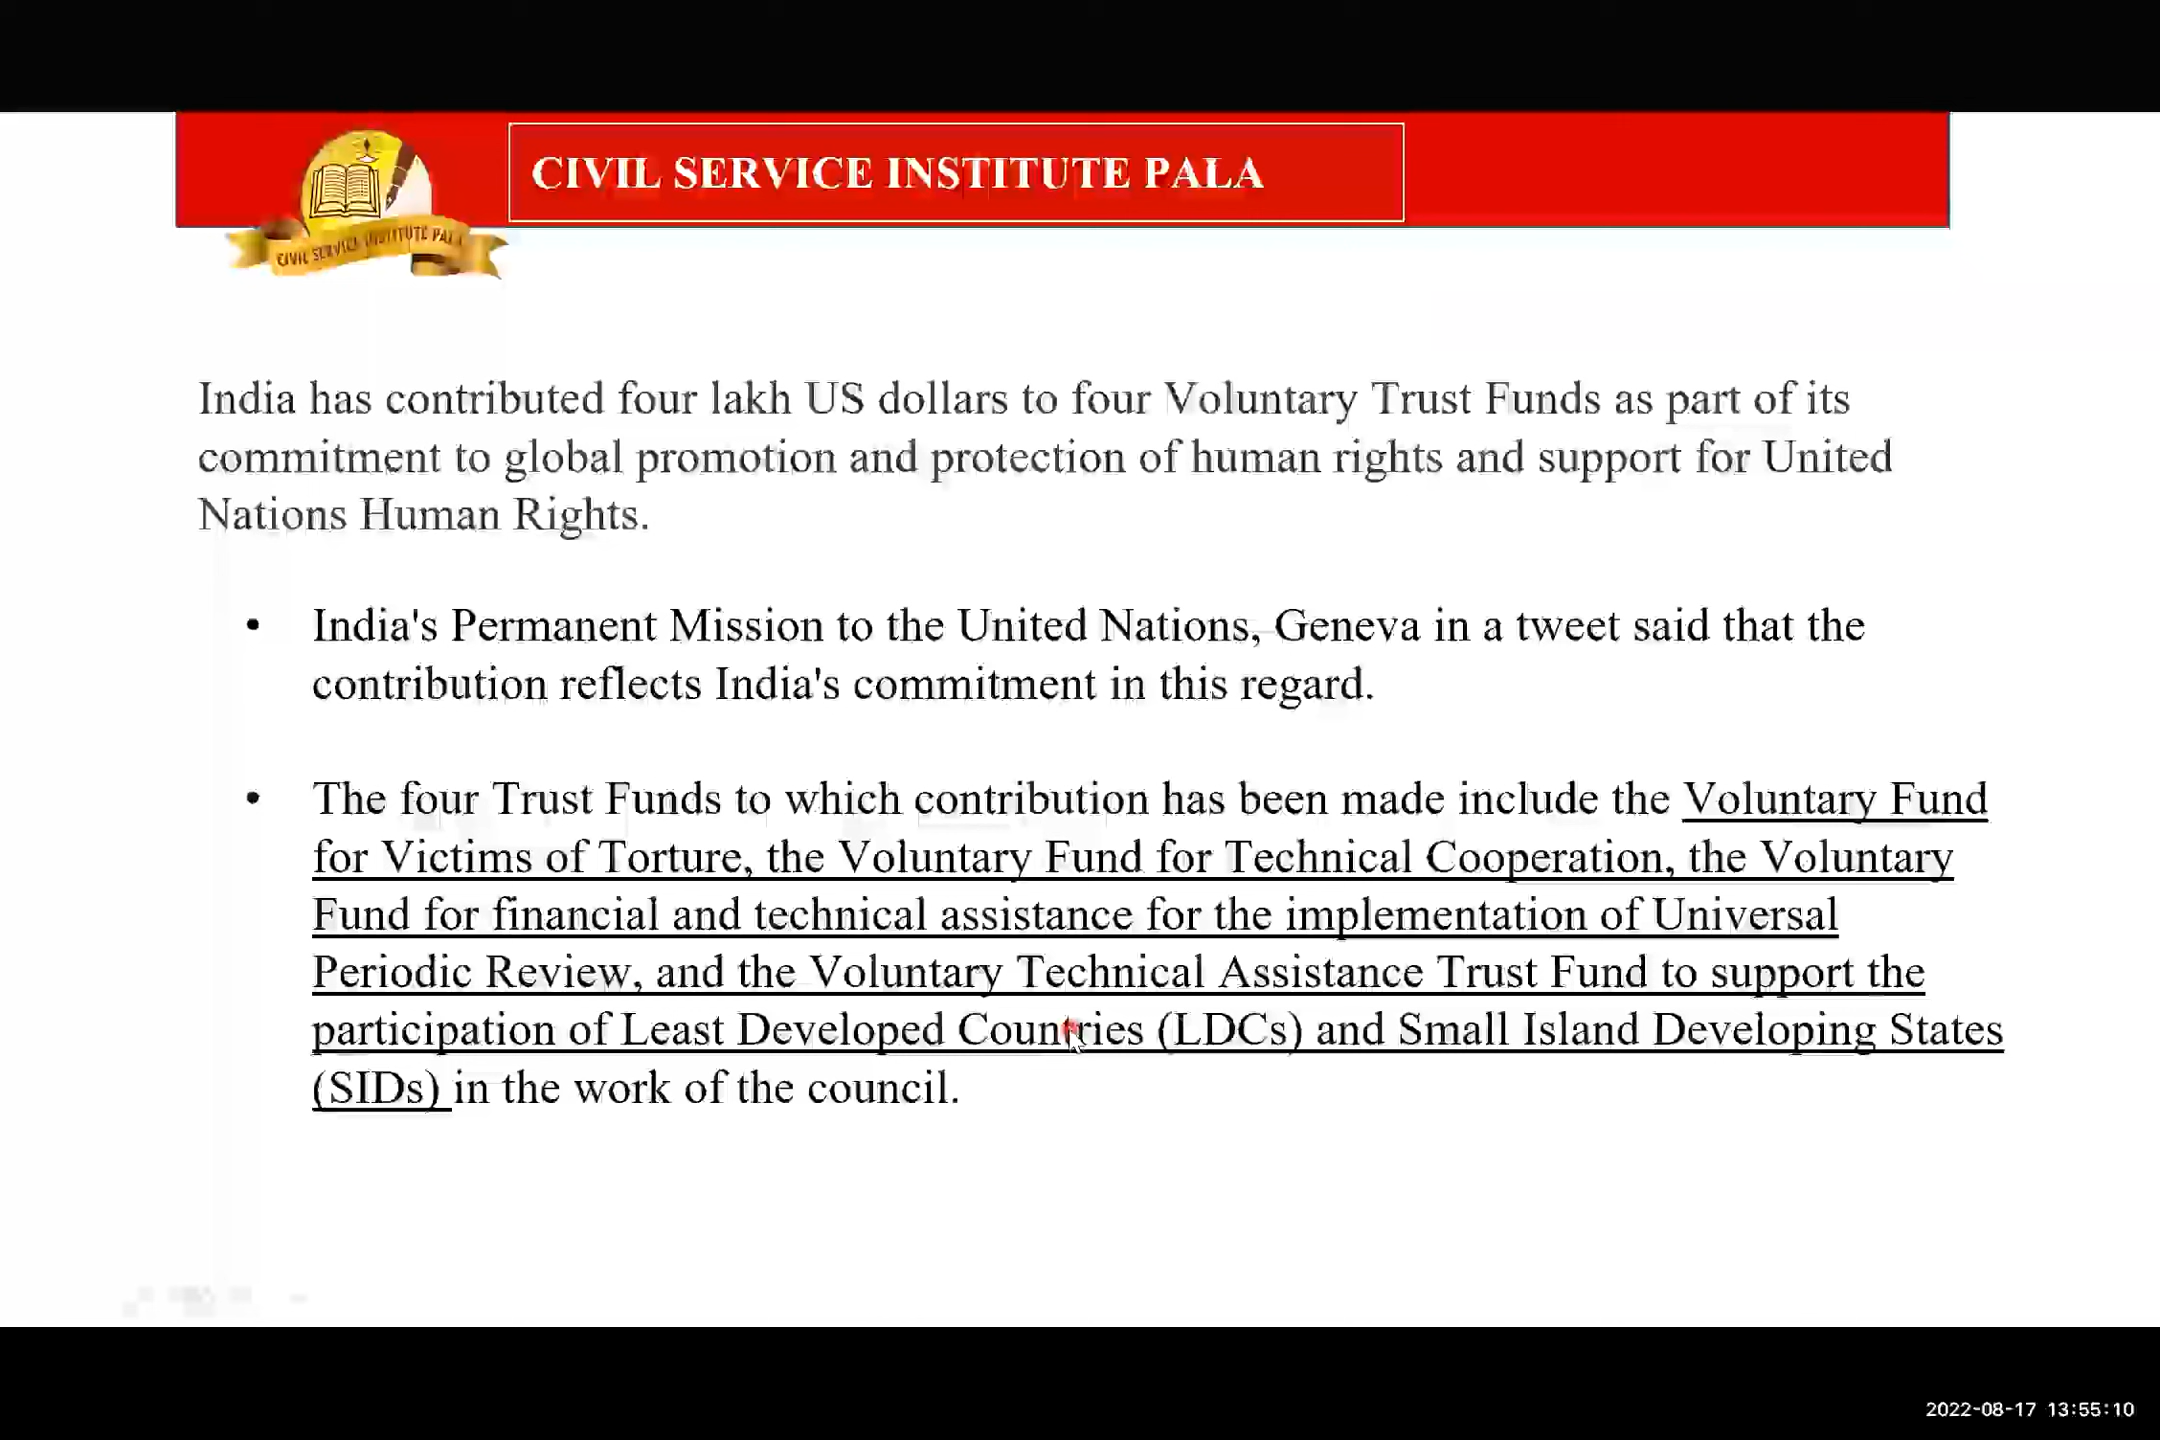 CIVIL SERVICE INSTITUTE PALA
CIVIL SERVICE INSTITUTE PALA
India has contributed four lakh US dollars to four Voluntary Trust Funds as part of its
commitment to global promotion and protection of human rights and support for United
Nations Human Rights.
• India's Permanent Mission to the United Nations, Geneva in a tweet said that the
contribution reflects India's commitment in this regard.
• The four Trust Funds to which contribution has been made include the Voluntary Fund
for Victims of Torture, the Voluntary Fund for Technical Cooperation, the Voluntary
Fund for financial and technical assistance for the implementation of Universal
Periodic Review, and the Voluntary Technical Assistance Trust Fund to support the
participation of Least Developed Countries (LDCs) and Small Island Developing States
(SIDs) in the work of the council.
2022-08-17 13:55:10